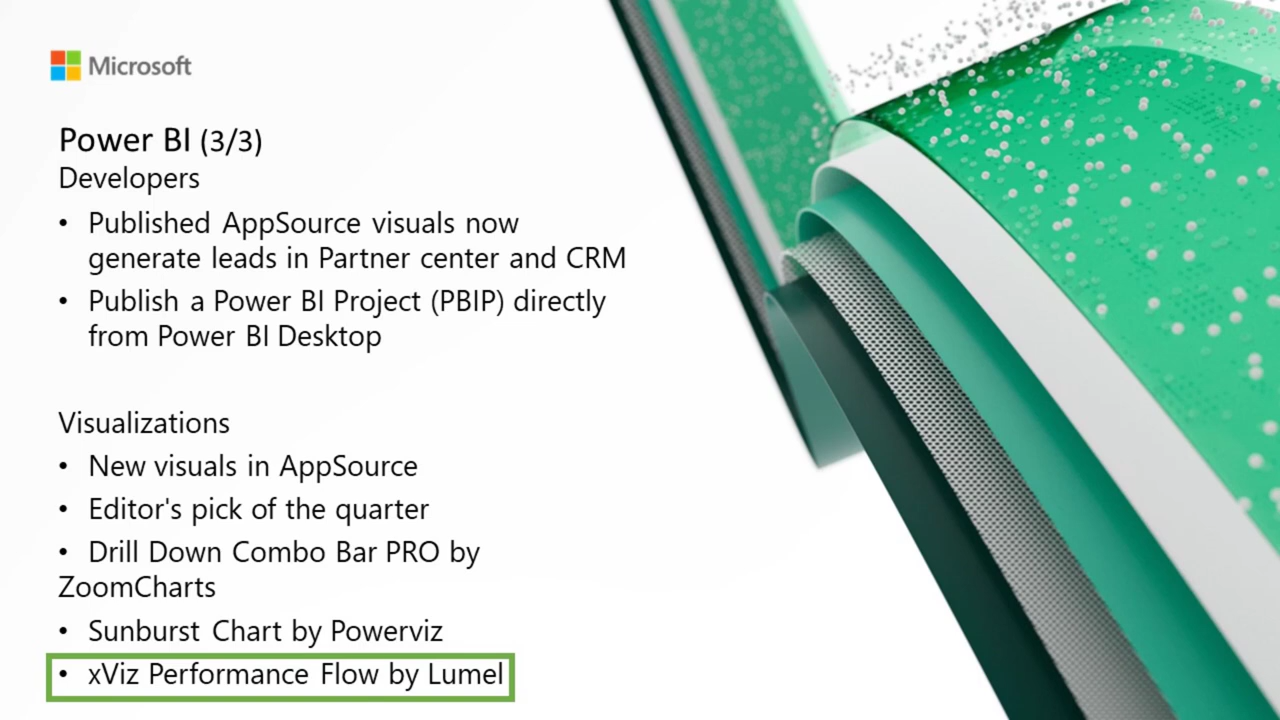 Microsoft
Power BI (3/3)
Developers
• Published AppSource visuals now
generate leads in Partner center and CRM
• Publish a Power BI Project (PBIP) directly
from Power BI Desktop
Visualizations
• New visuals in AppSource
• Editor's pick of the quarter
• Drill Down Combo Bar PRO by
ZoomCharts
• Sunburst Chart by Powerviz
• xViz Performance Flow by Lumel